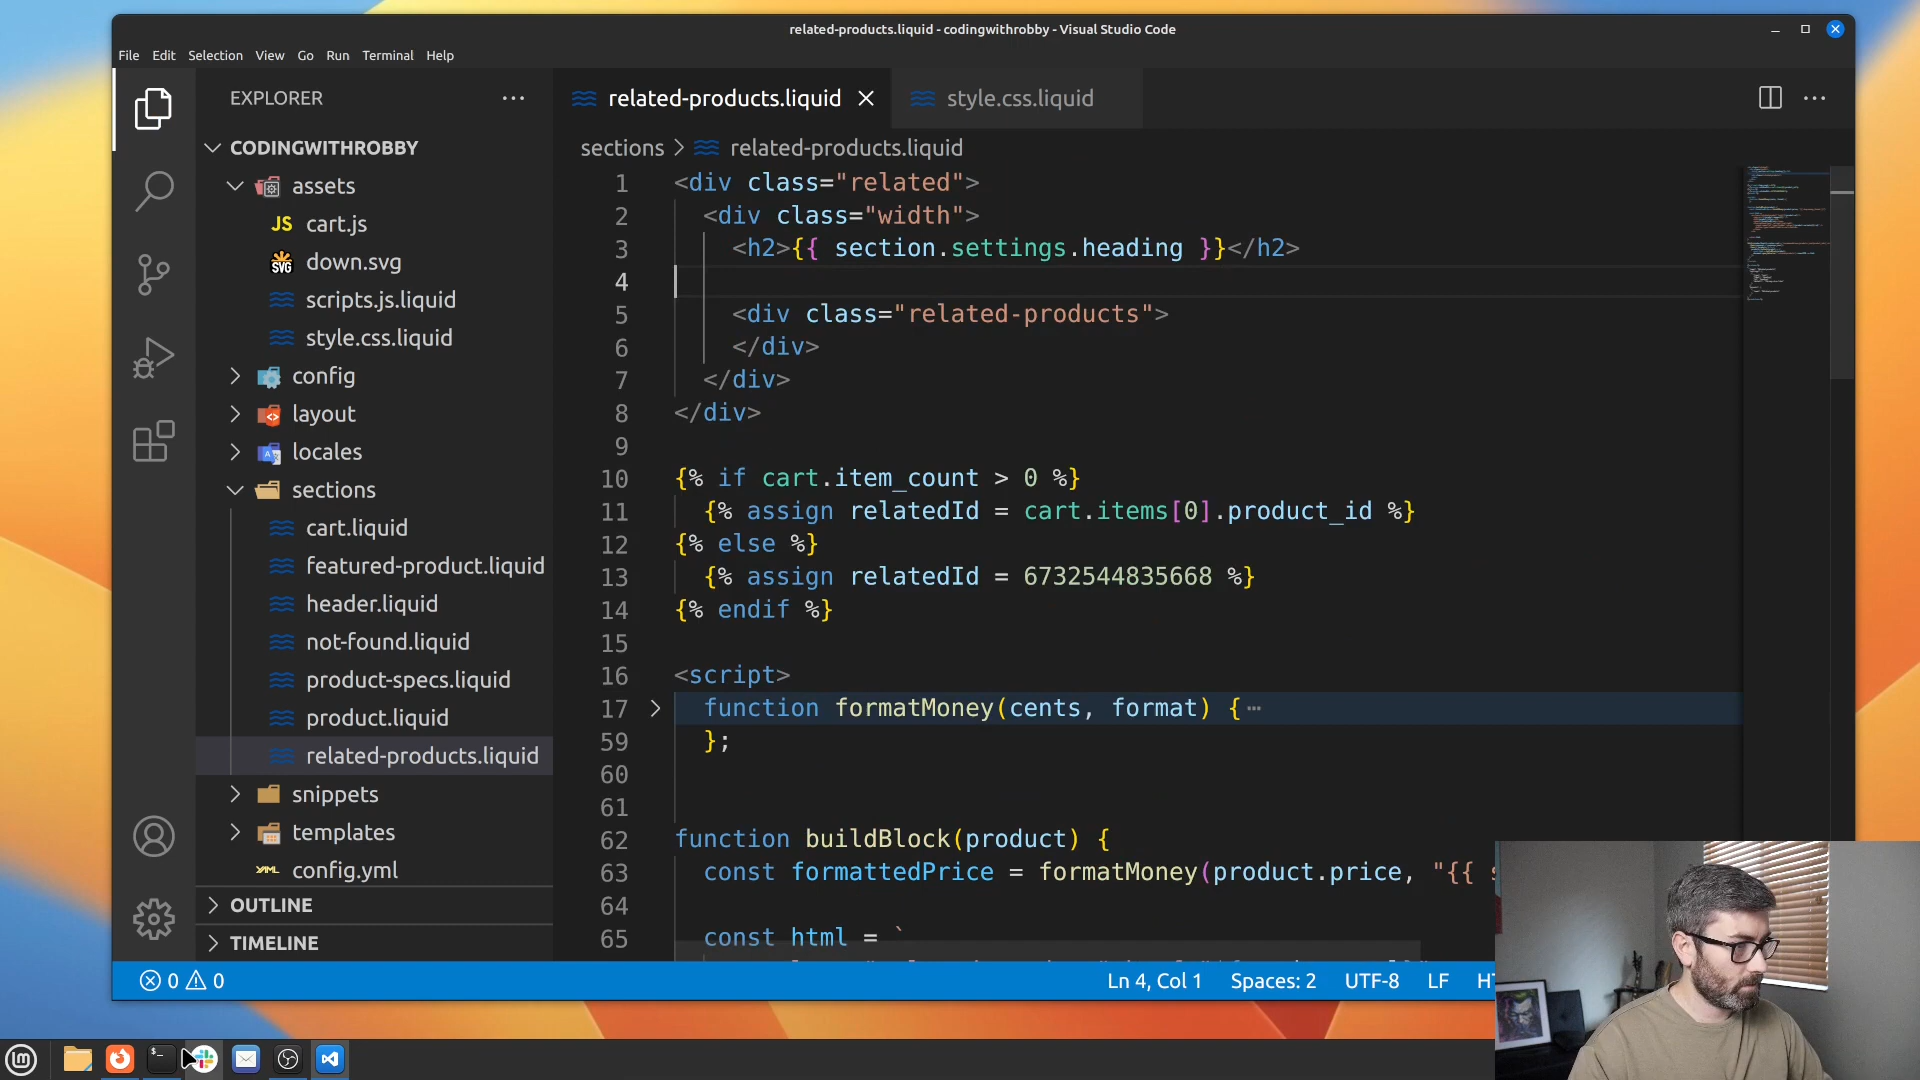 related-products.liquid - codingwithrobby - Visual Studio Code
File Edit Selection View Go Run Terminal Help
EXPLORER
CODINGWITHROBBY
assets
JS cart.js
SVG down.svg
scripts.js.liquid
style.css.liquid
config
layout
locales
sections
cart.liquid
featured-product.liquid
header.liquid
not-found.liquid
product-specs.liquid
product.liquid
related-products.liquid
snippets
templates
YAML config.yml
OUTLINE
TIMELINE
related-products.liquid style.css.liquid
sections > related-products.liquid
1 <div class="related">
2 <div class="width">
3 <h2>{{ section.settings.heading }}</h2>
4
5 <div class="related-products">
6 </div>
7 </div>
8 </div>
9
10 {% if cart.item_count > 0 %}
11 {% assign relatedId = cart.items[0].product_id %}
12 {% else %}
13 {% assign relatedId = 6732544835668 %}
14 {% endif %}
15
16 <script>
17 function formatMoney(cents, format) {
59 };
60
61
62 function buildBlock(product) {
63 const formattedPrice = formatMoney(product.price, "{{ s
64
65 const html = `
0 0 Ln 4, Col 1 Spaces: 2 UTF-8 LF HT